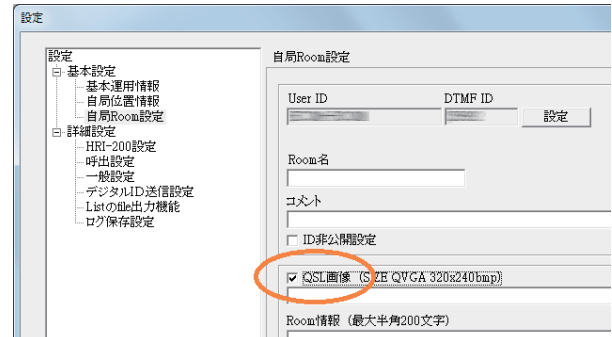 設定
設定
基本設定
基本運用情報
自局位置情報
自局Room設定
詳細設定
HRI-200設定
呼出設定
一般設定
デジタルID送信設定
Listのfile出力機能
ログ保存設定
自局Room設定
User ID DTMF ID
設定
Room名
コメント
ID非公開設定
QSL画像 (SIZE QVGA 320x240bmp)
Room情報 (最大半角200文字)